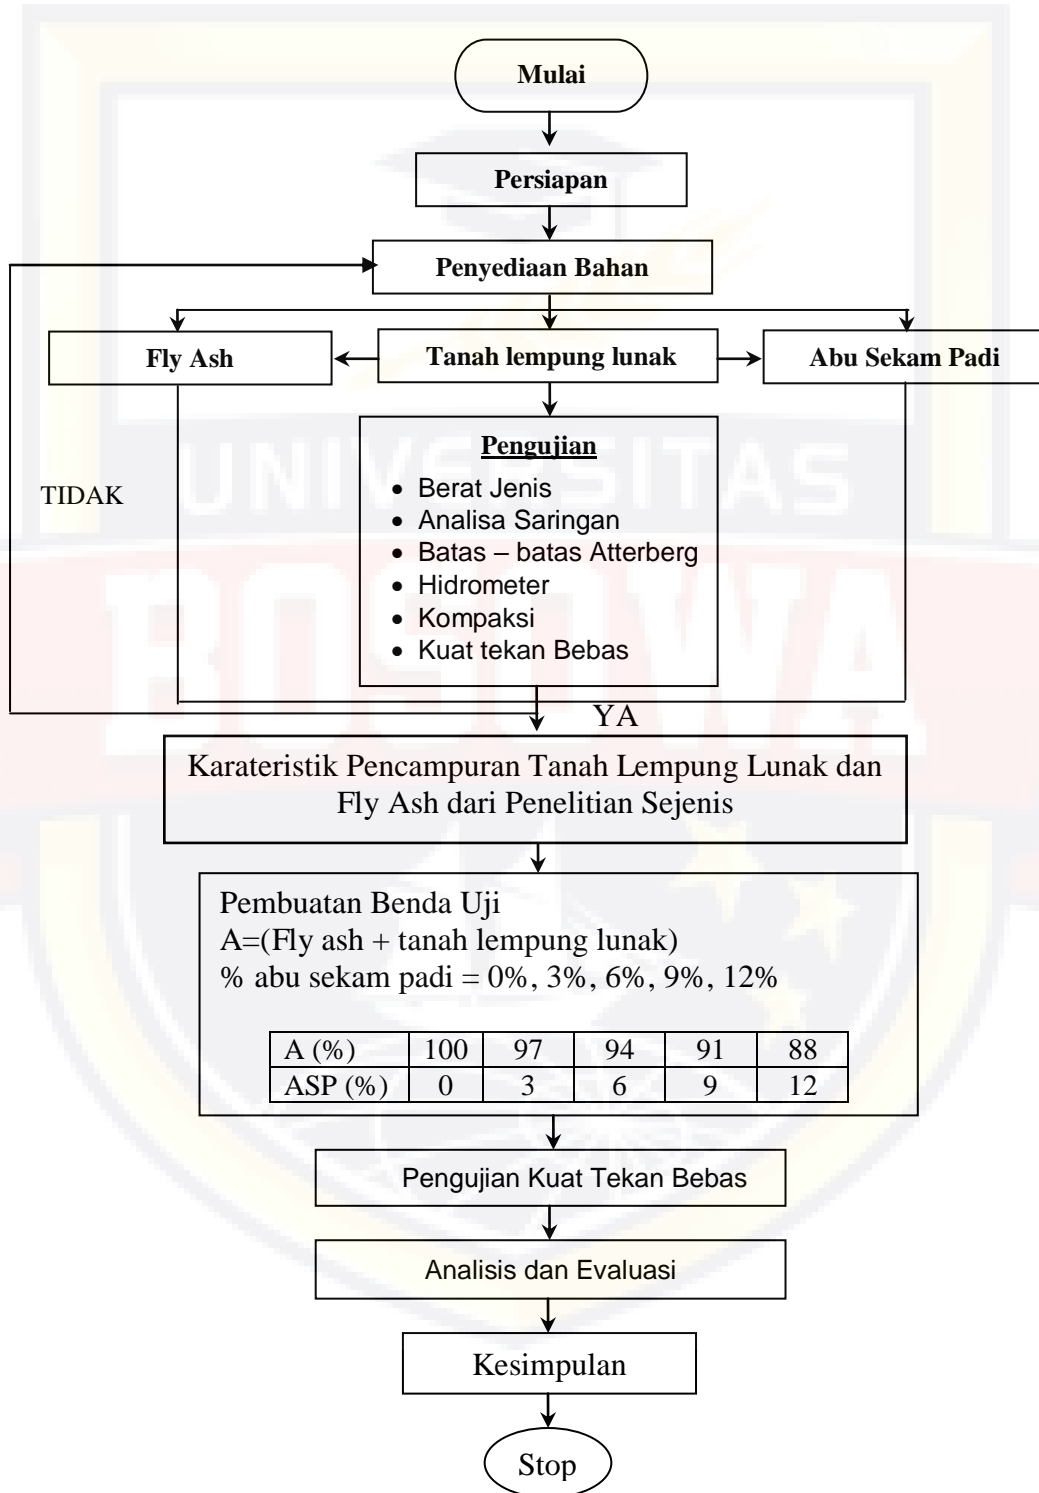 Mulai
Persiapan
Penyediaan Bahan
Fly Ash
Tanah lempung lunak
Abu Sekam Padi
Pengujian
• Berat Jenis
• Analisa Saringan
• Batas – batas Atterberg
• Hidrometer
• Kompaksi
• Kuat tekan Bebas
TIDAK
UNIVERSITAS
BOSOWA
YA
Karateristik Pencampuran Tanah Lempung Lunak dan
Fly Ash dari Penelitian Sejenis
Pembuatan Benda Uji
A=(Fly ash + tanah lempung lunak)
% abu sekam padi = 0%, 3%, 6%, 9%, 12%
A (%) 100 97 94 91 88
ASP (%) 0 3 6 9 12
Pengujian Kuat Tekan Bebas
Analisis dan Evaluasi
Kesimpulan
Stop